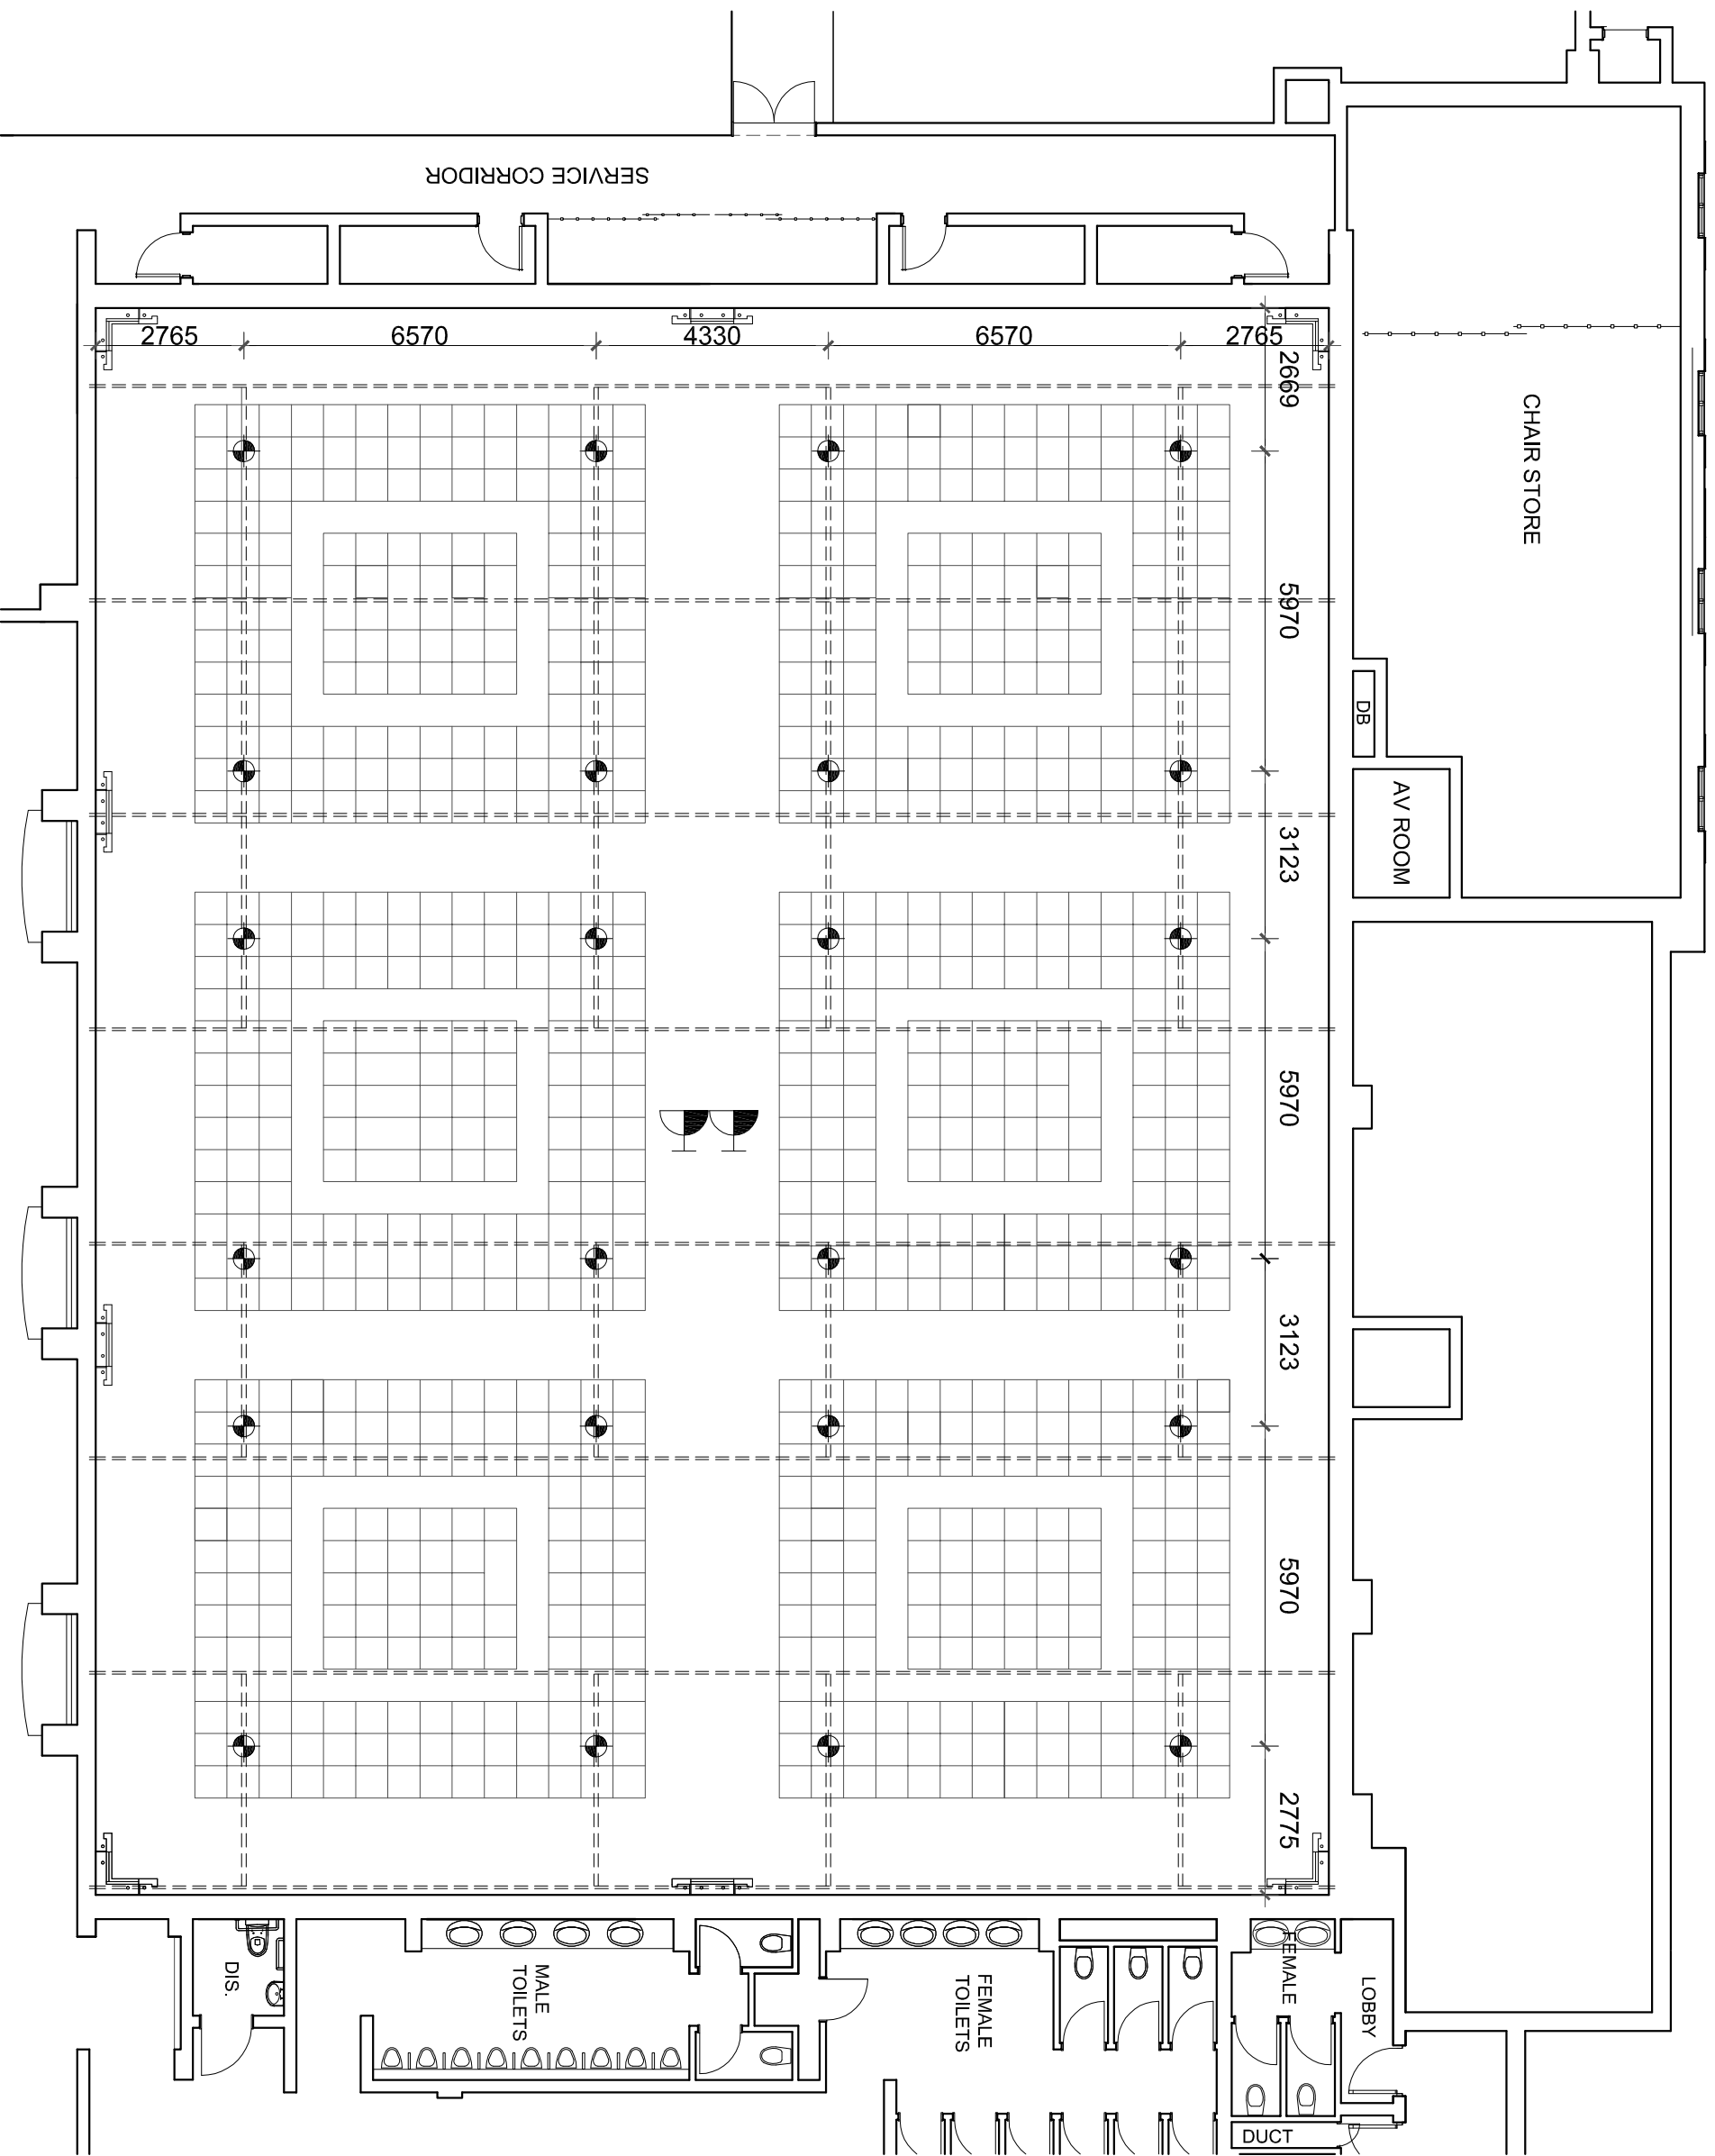 SERVICE CORRIDOR
2765
6570
4330
6570
2765
2669
5970
3123
5970
3123
5970
2775
CHAIR STORE
DB
AV ROOM
DIS.
MALE
TOILETS
FEMALE
TOILETS
FEMALE
LOBBY
DUCT